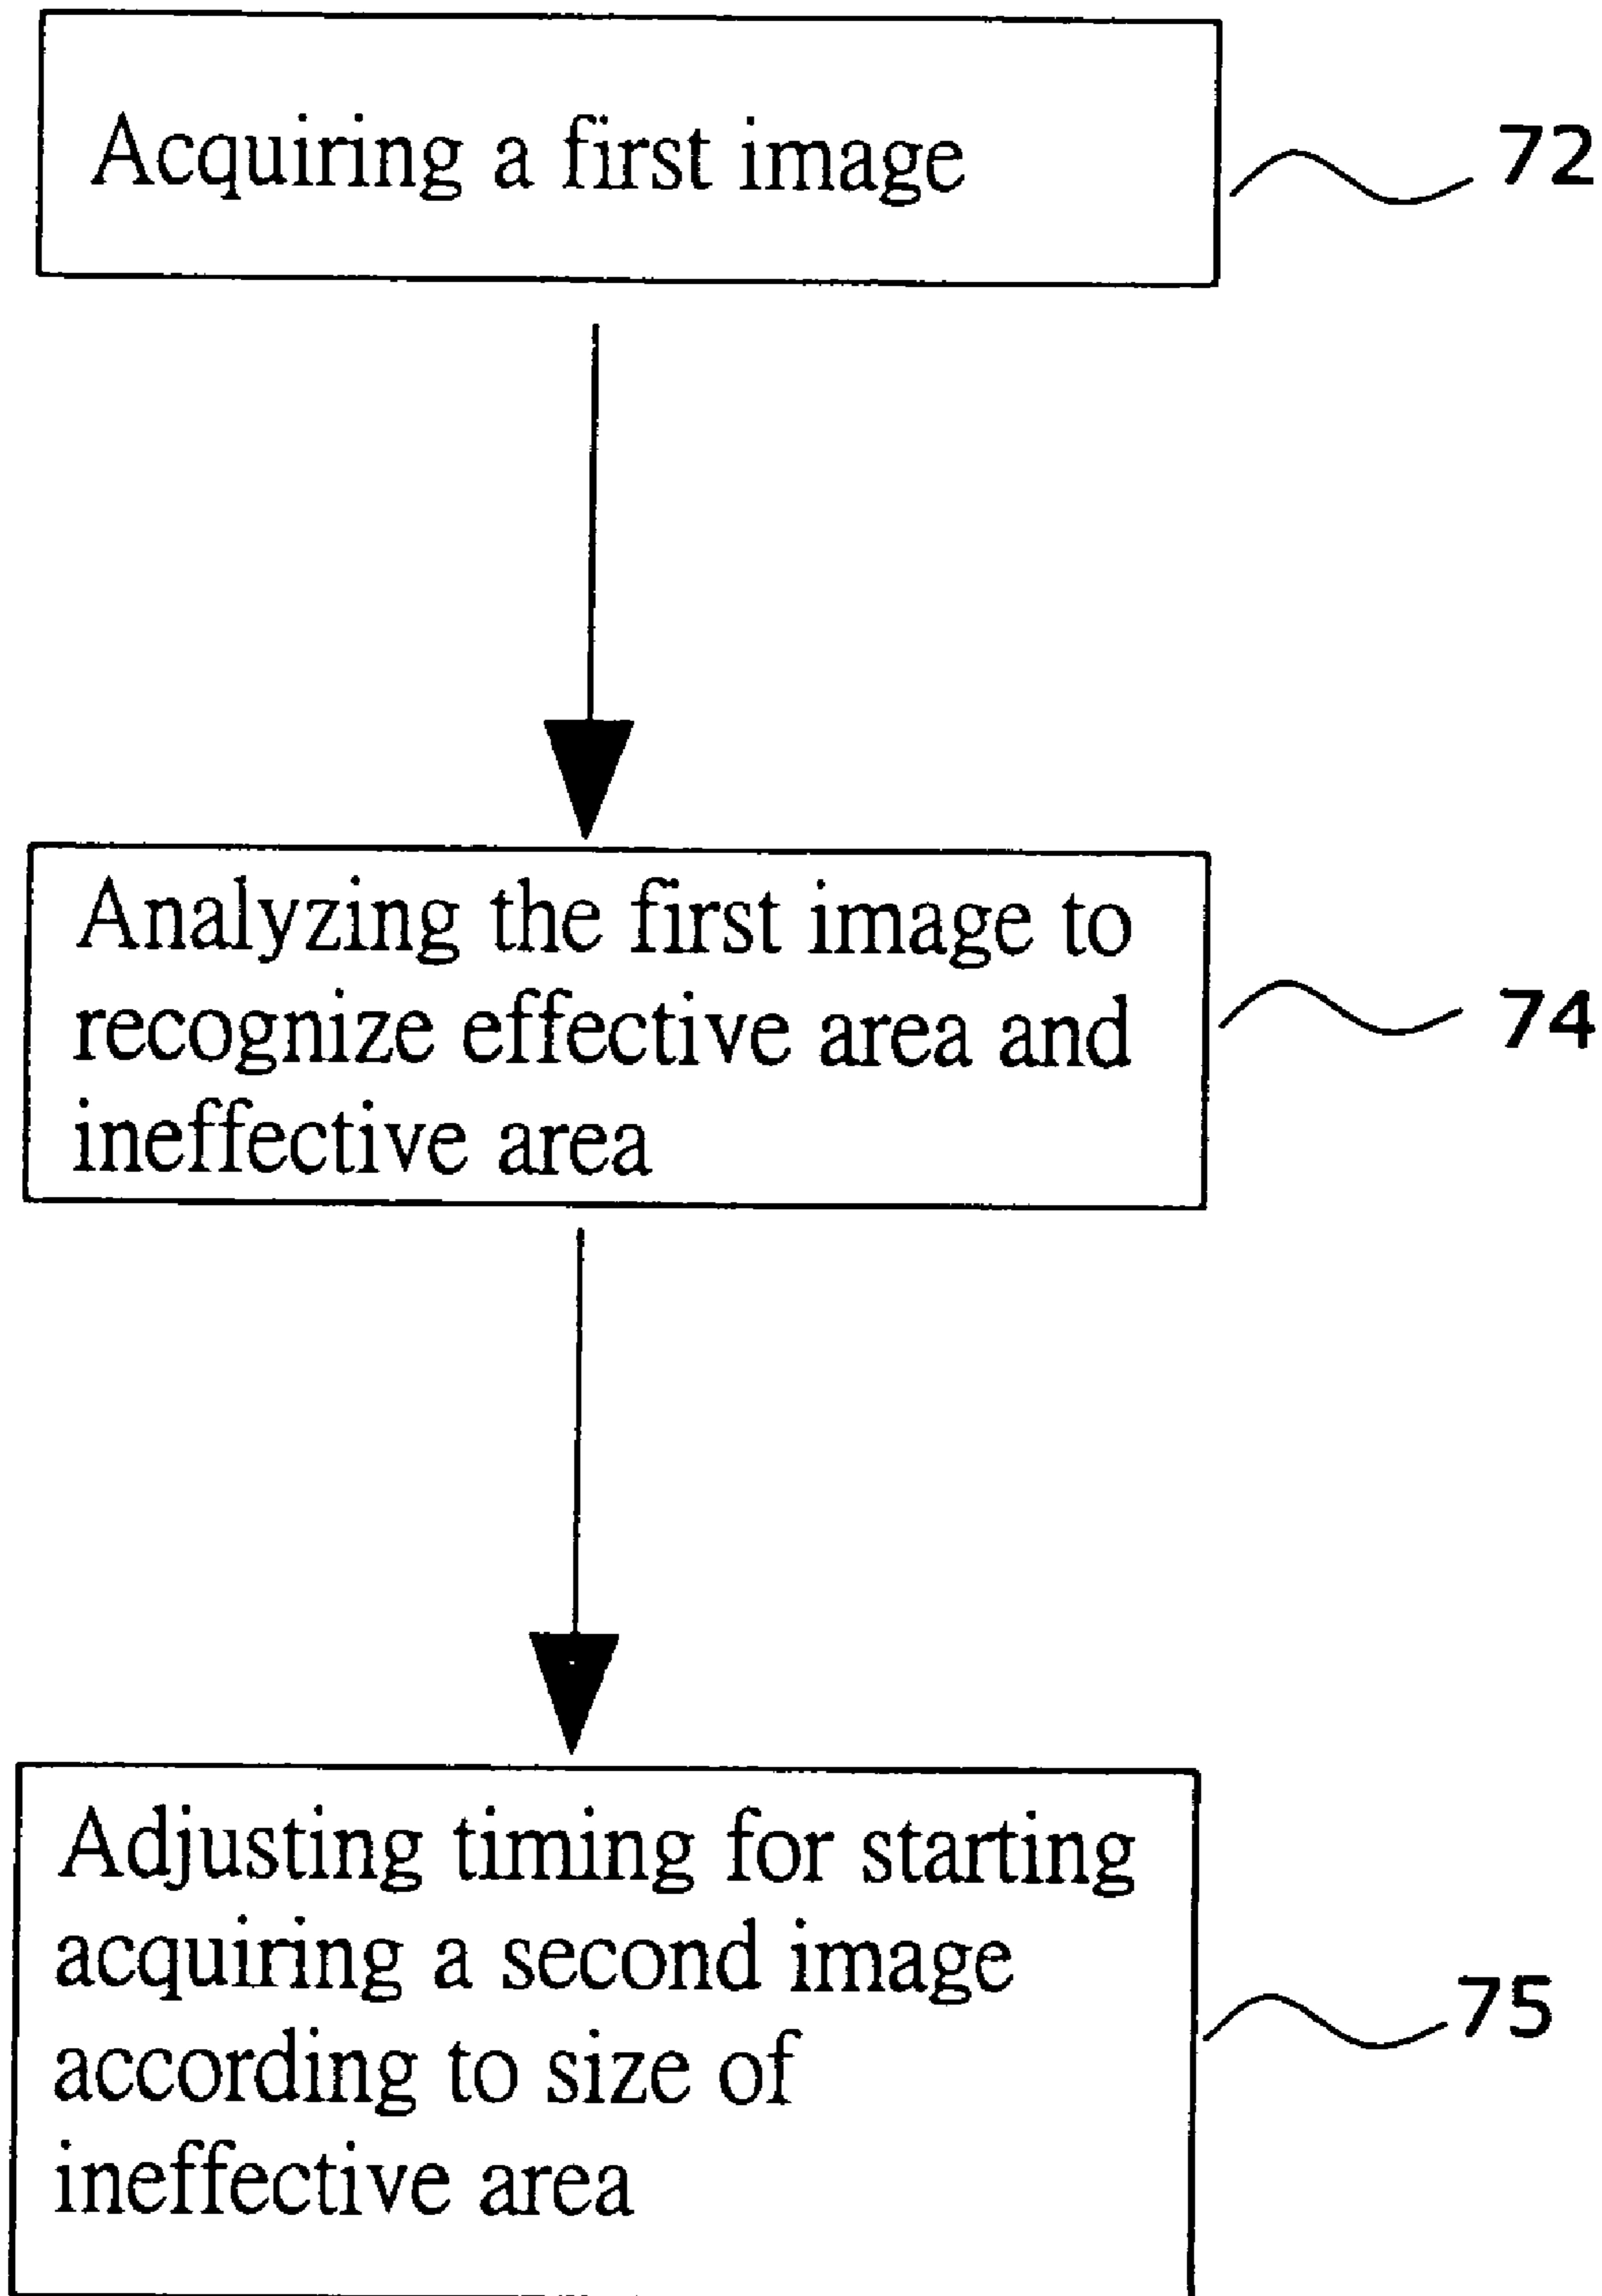 Acquiring a first image
72
Analyzing the first image to
recognize effective area and
ineffective area
74
Adjusting timing for starting
acquiring a second image
according to size of
ineffective area
75